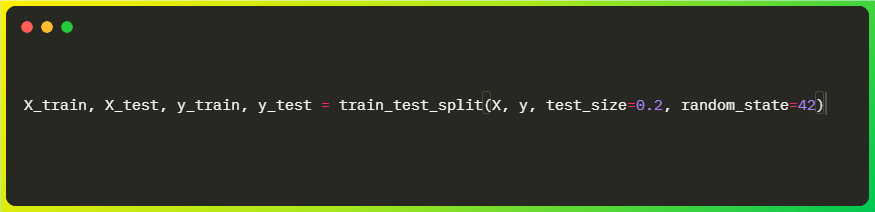 X_train, X_test, y_train, y_test = train_test_split(X, y, test_size=0.2, random_state=42)